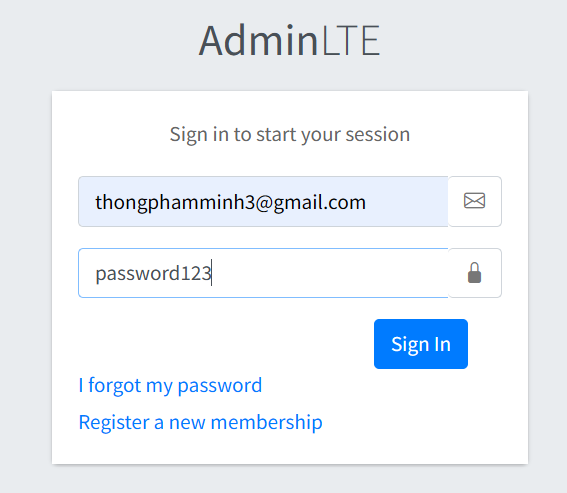 AdminLTE
Sign in to start your session
thongphamminh3@gmail.com
password123
Sign In
I forgot my password
Register a new membership